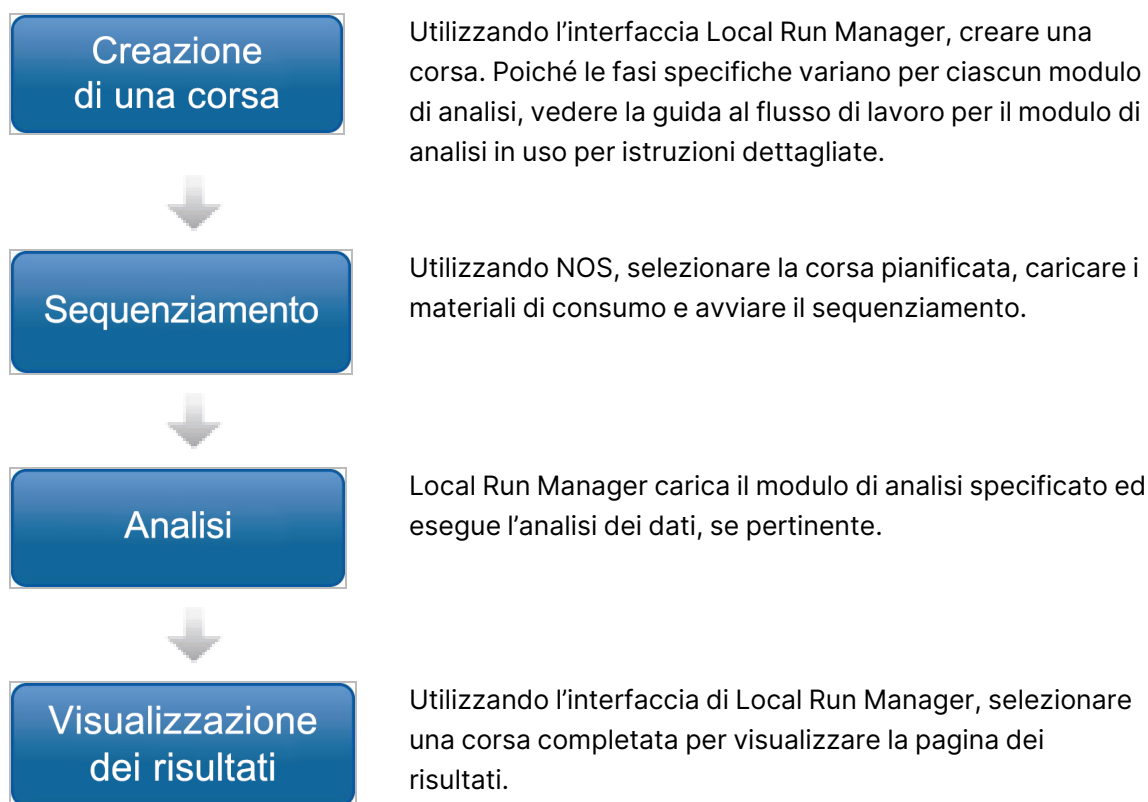 Creazione
di una corsa
Utilizzando l’interfaccia Local Run Manager, creare una
corsa. Poiché le fasi specifiche variano per ciascun modulo
di analisi, vedere la guida al flusso di lavoro per il modulo di
analisi in uso per istruzioni dettagliate.
Sequenziamento
Utilizzando NOS, selezionare la corsa pianificata, caricare i
materiali di consumo e avviare il sequenziamento.
Analisi
Local Run Manager carica il modulo di analisi specificato ed
esegue l’analisi dei dati, se pertinente.
Visualizzazione
dei risultati
Utilizzando l’interfaccia di Local Run Manager, selezionare
una corsa completata per visualizzare la pagina dei
risultati.